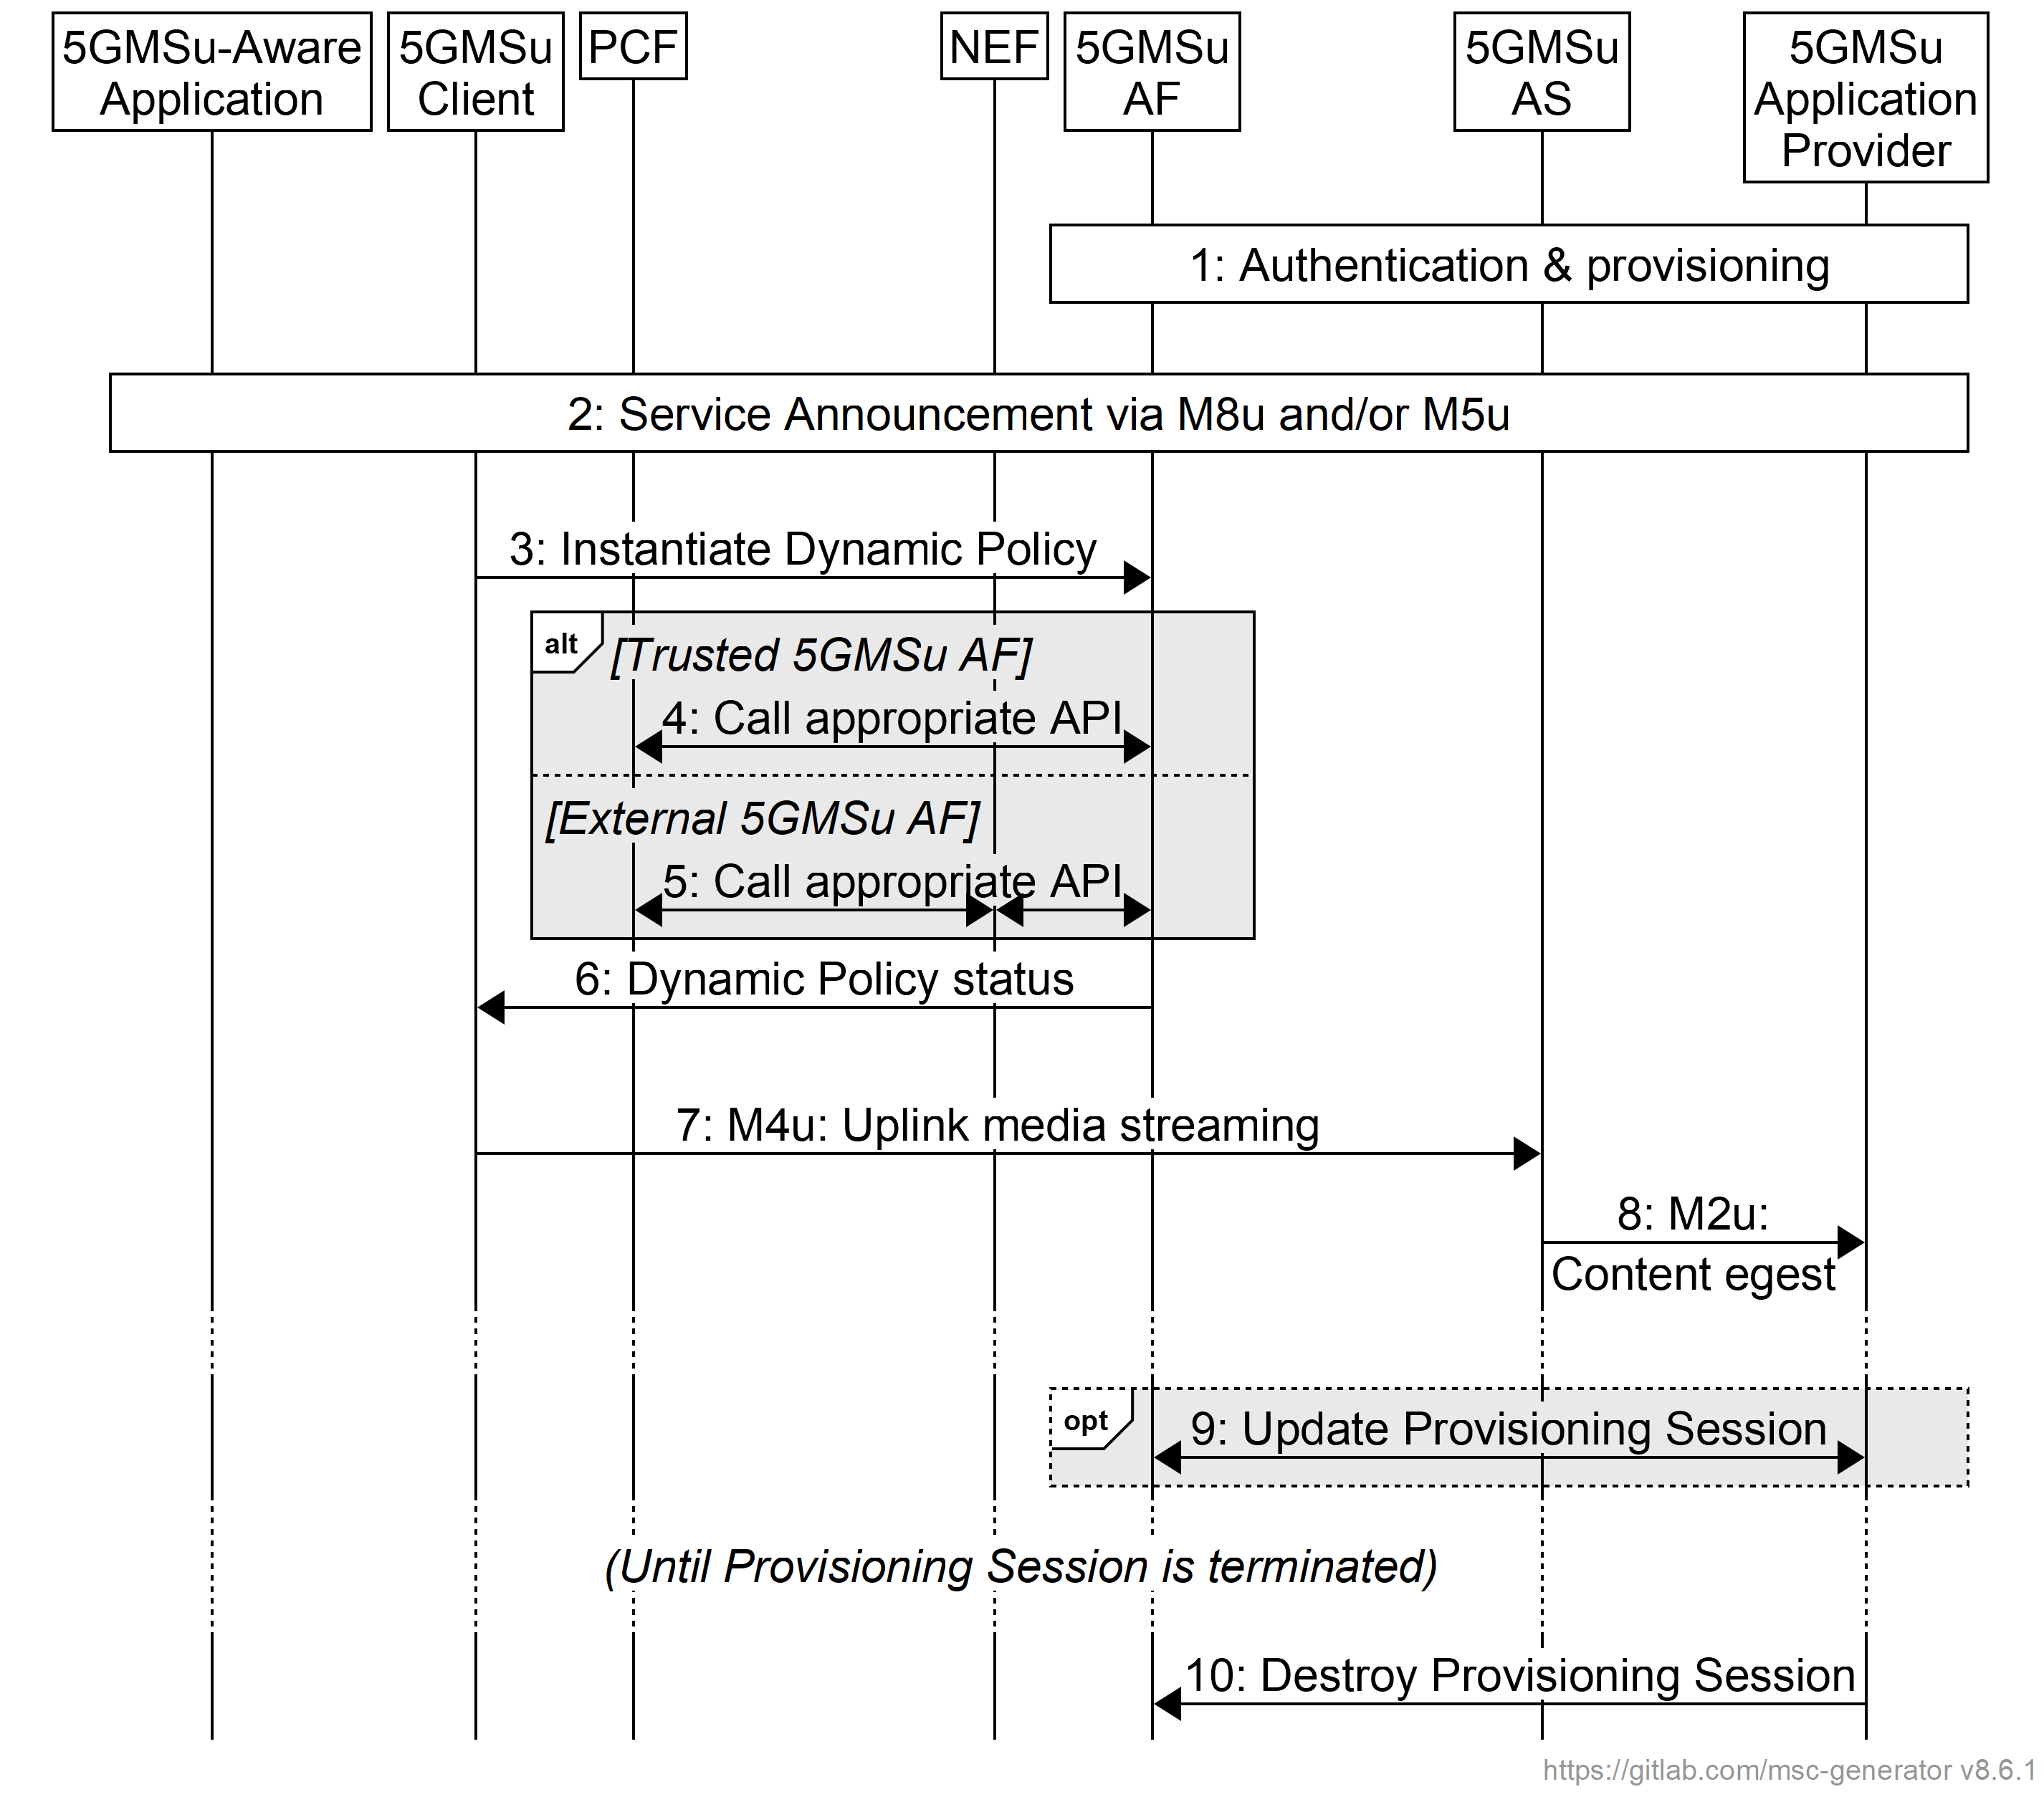 5GMSu-Aware
Application
5GMSu
Client
PCF
NEF
5GMSu
AF
5GMSu
AS
5GMSu
Application
Provider
1: Authentication & provisioning
2: Service Announcement via M8u and/or M5u
3: Instantiate Dynamic Policy
alt
[Trusted 5GMSu AF]
4: Call appropriate API
[External 5GMSu AF]
5: Call appropriate API
6: Dynamic Policy status
7: M4u: Uplink media streaming
8: M2u:
Content egest
opt
9: Update Provisioning Session
(Until Provisioning Session is terminated)
10: Destroy Provisioning Session
https://gitlab.com/msc-generator v8.6.1